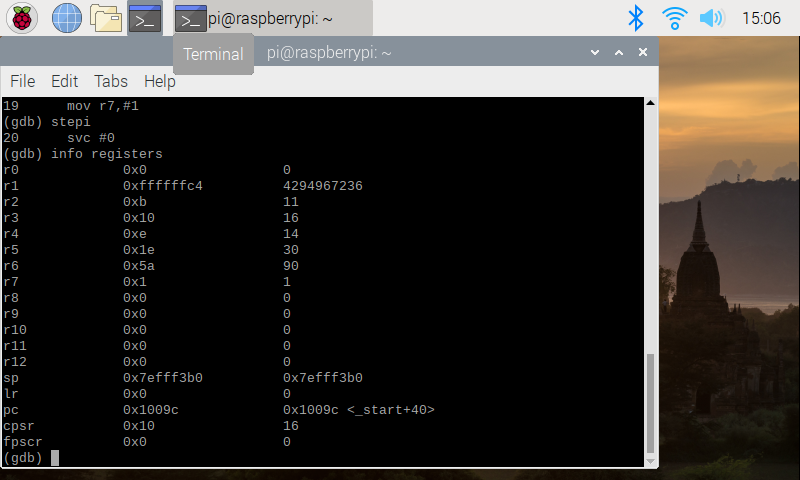 pi@raspberrypi: ~
15:06
Terminal
pi@raspberrypi: ~
File Edit Tabs Help
19      mov r7,#1
(gdb) stepi
20      svc #0
(gdb) info registers
r0             0x0                 0
r1             0xffffffc4          4294967236
r2             0xb                 11
r3             0x10                16
r4             0xe                 14
r5             0x1e                30
r6             0x5a                90
r7             0x1                 1
r8             0x0                 0
r9             0x0                 0
r10            0x0                 0
r11            0x0                 0
r12            0x0                 0
sp             0x7efff3b0          0x7efff3b0
lr             0x0                 0
pc             0x1009c             0x1009c <_start+40>
cpsr           0x10                16
fpscr          0x0                 0
(gdb)